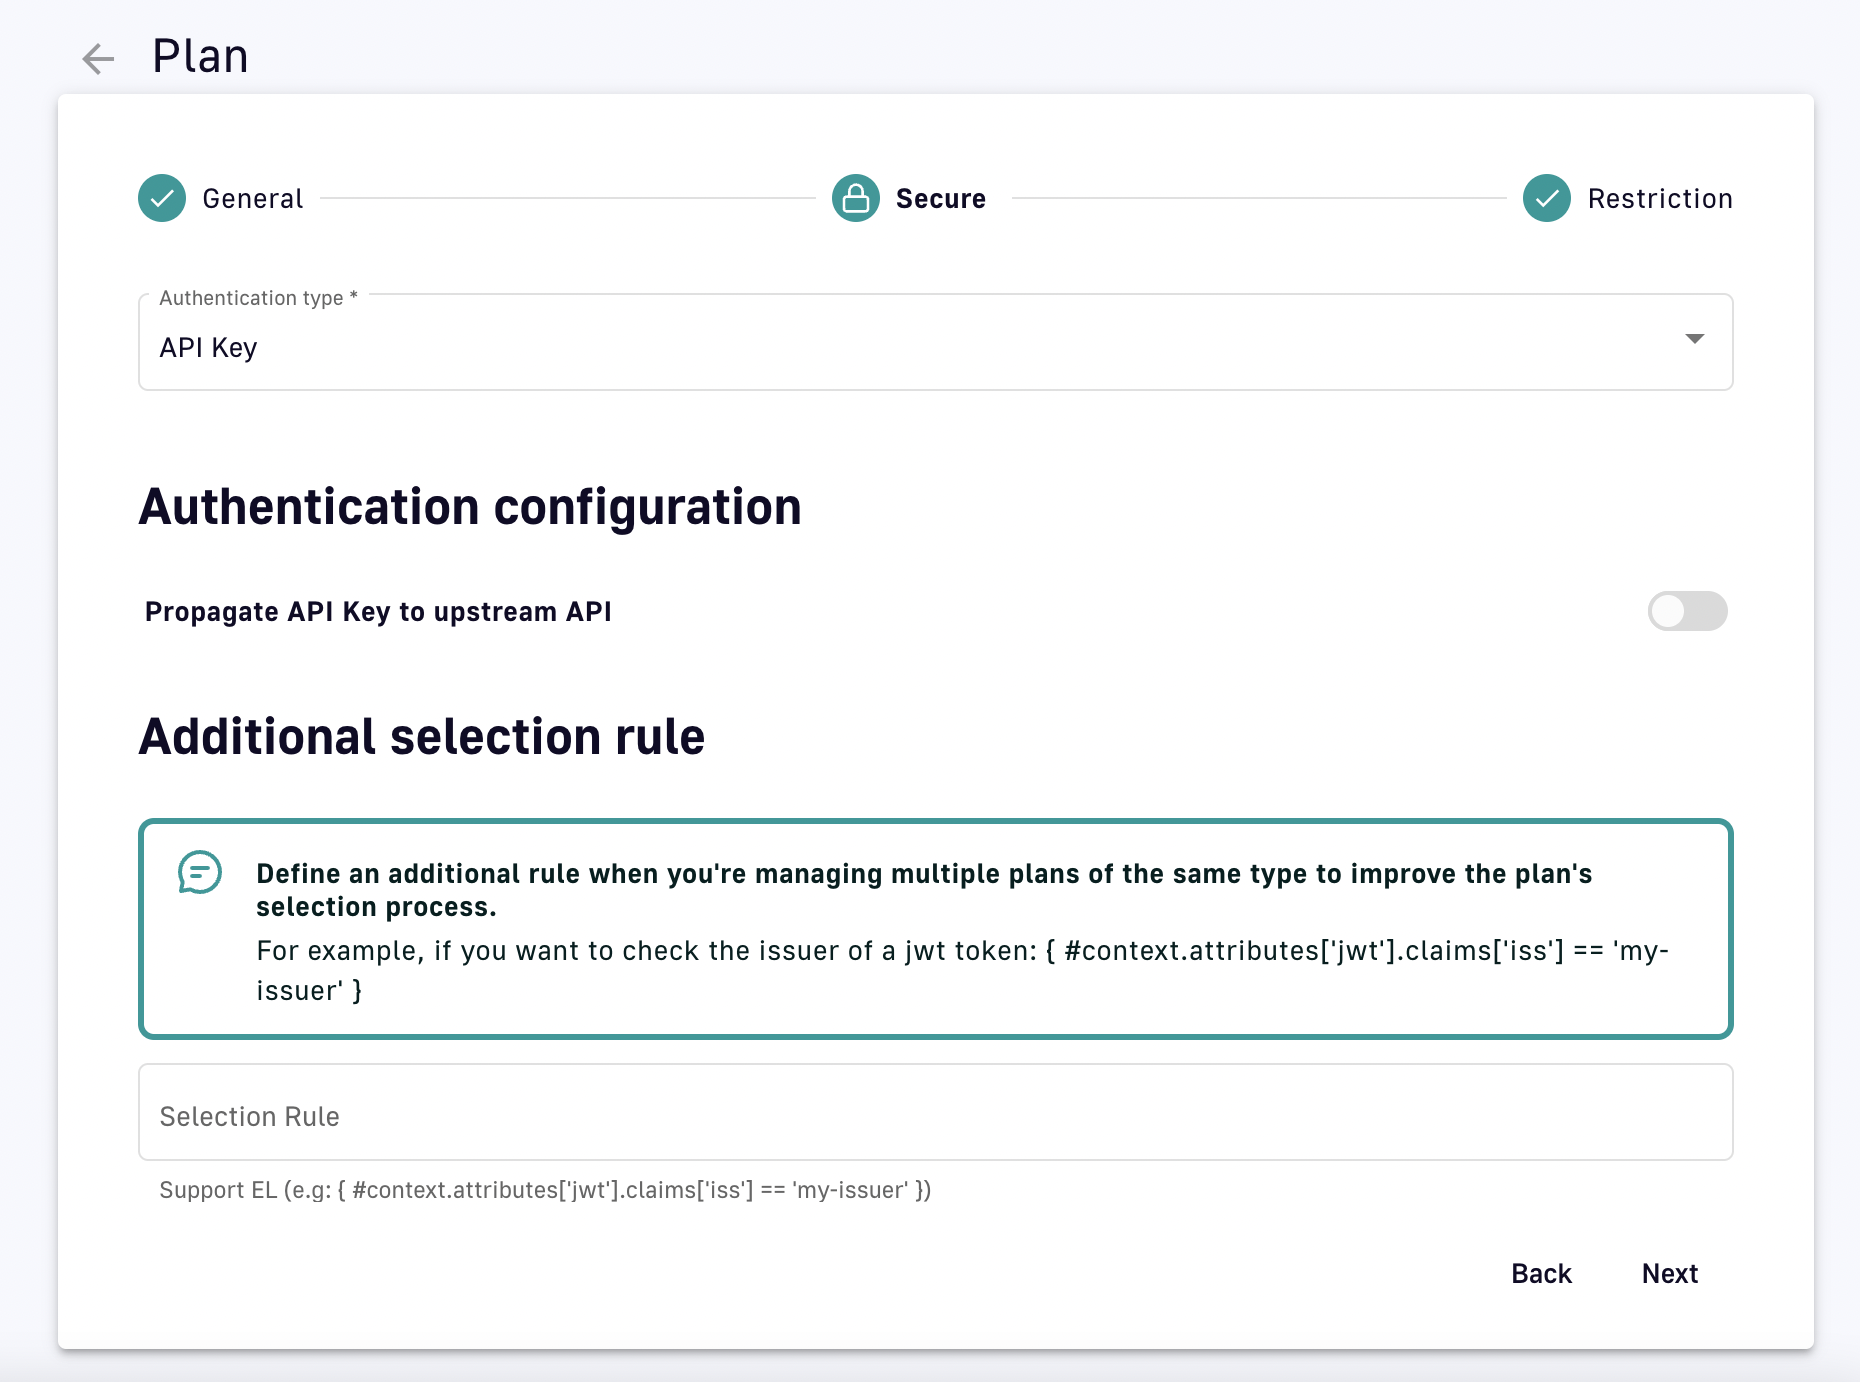 Plan
General
Secure
Restriction
Authentication type *
API Key
Authentication configuration
Propagate API Key to upstream API
Additional selection rule
Define an additional rule when you're managing multiple plans of the same type to improve the plan's
selection process.
For example, if you want to check the issuer of a jwt token: { #context.attributes['jwt'].claims['iss'] == 'my-
issuer' }
Selection Rule
Support EL (e.g: { #context.attributes['jwt'].claims['iss'] == 'my-issuer' })
Back
Next